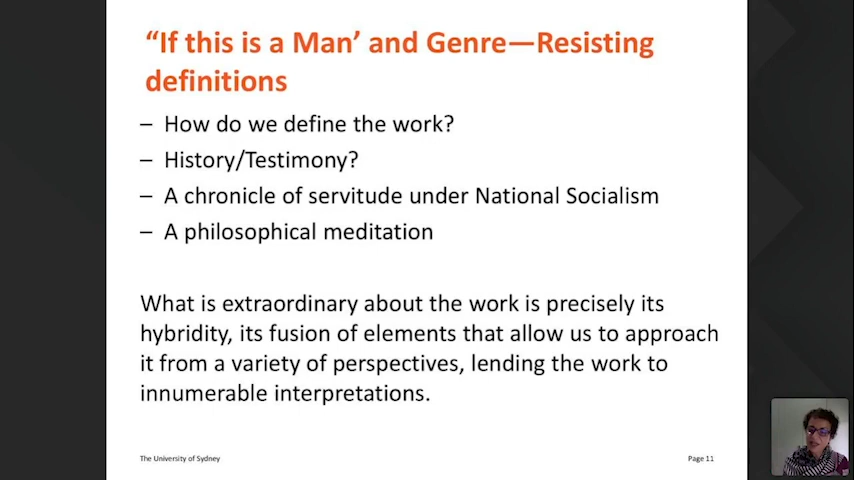 “If this is a Man’ and Genre—Resisting
definitions
– How do we define the work?
– History/Testimony?
– A chronicle of servitude under National Socialism
– A philosophical meditation
What is extraordinary about the work is precisely its
hybridity, its fusion of elements that allow us to approach
it from a variety of perspectives, lending the work to
innumerable interpretations.
The University of Sydney
Page 11